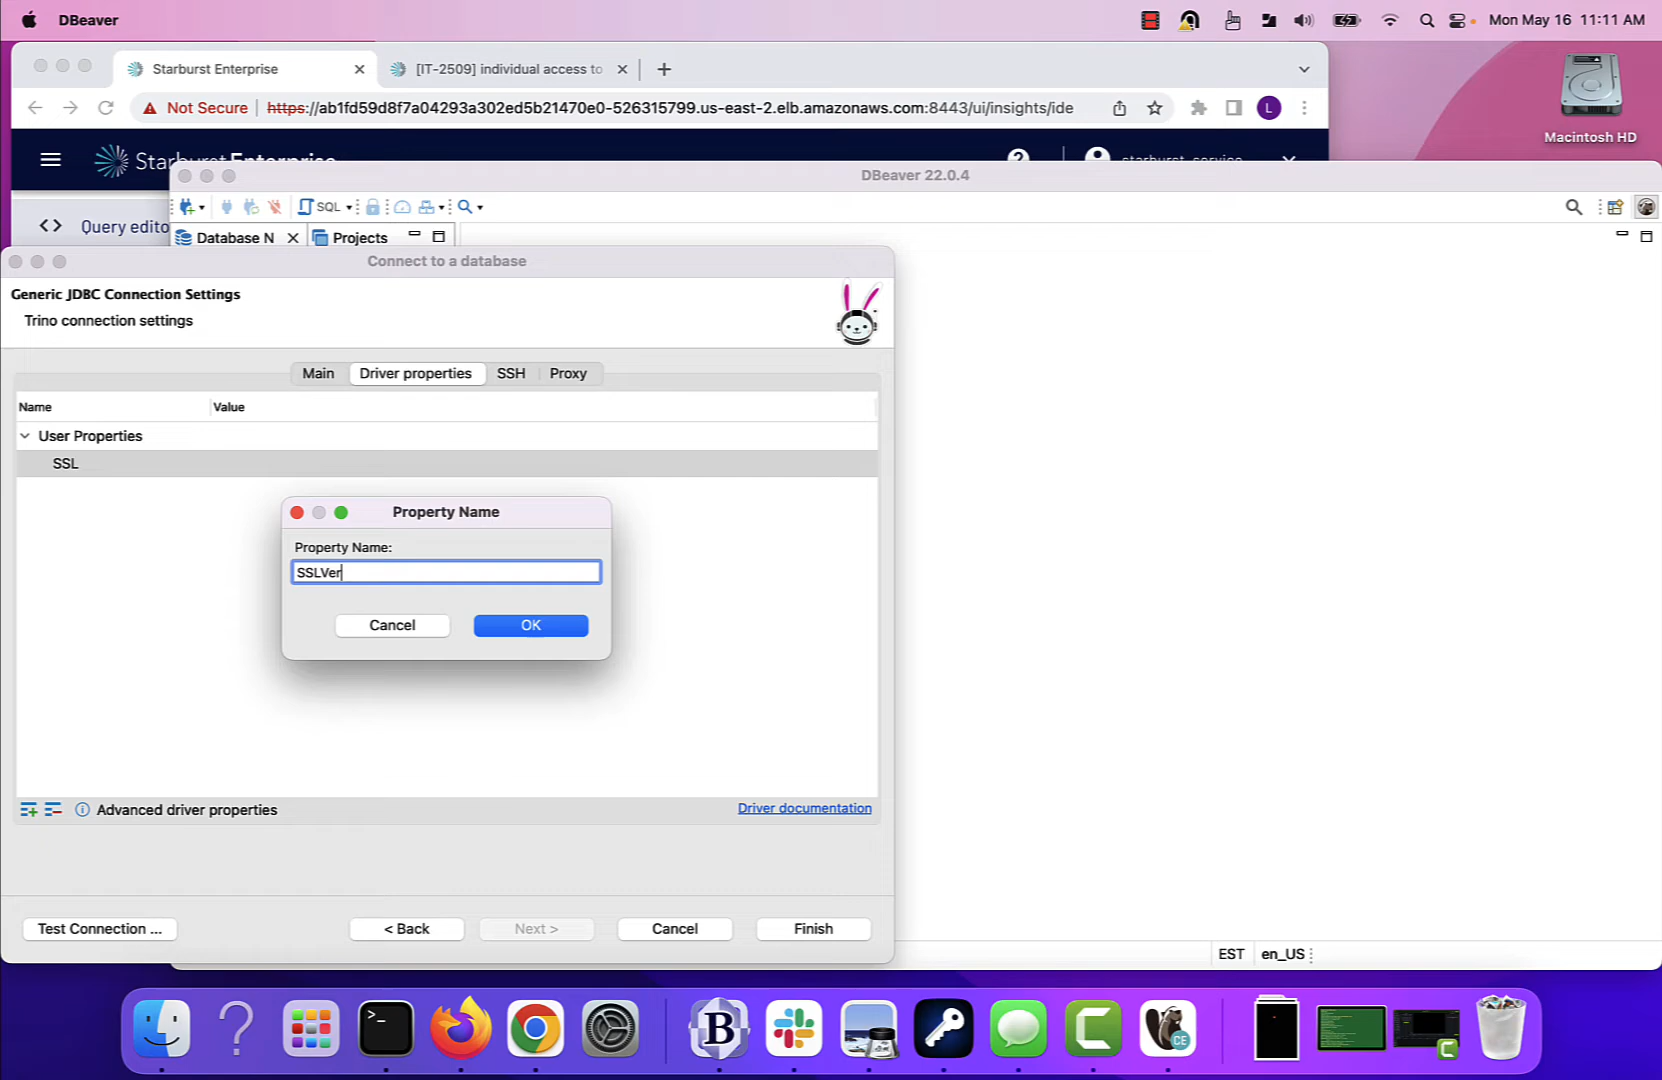 DBeaver
Mon May 16 11:11 AM
Starburst Enterprise
[IT-2509] individual access to
Not Secure
https://ab1fd59d8f7a04293a302ed5b21470e0-526315799.us-east-2.elb.amazonaws.com:8443/ui/insights/ide
L
Macintosh HD
Starburst Enterprise
starburst_service
DBeaver 22.0.4
Query edito
SQL
Database N
Projects
Connect to a database
Generic JDBC Connection Settings
Trino connection settings
Main
Driver properties
SSH
Proxy
Name
Value
User Properties
SSL
Property Name
Property Name:
SSLVer
Cancel
OK
Advanced driver properties
Driver documentation
Test Connection ...
< Back
Next >
Cancel
Finish
EST
en_US
B
CE